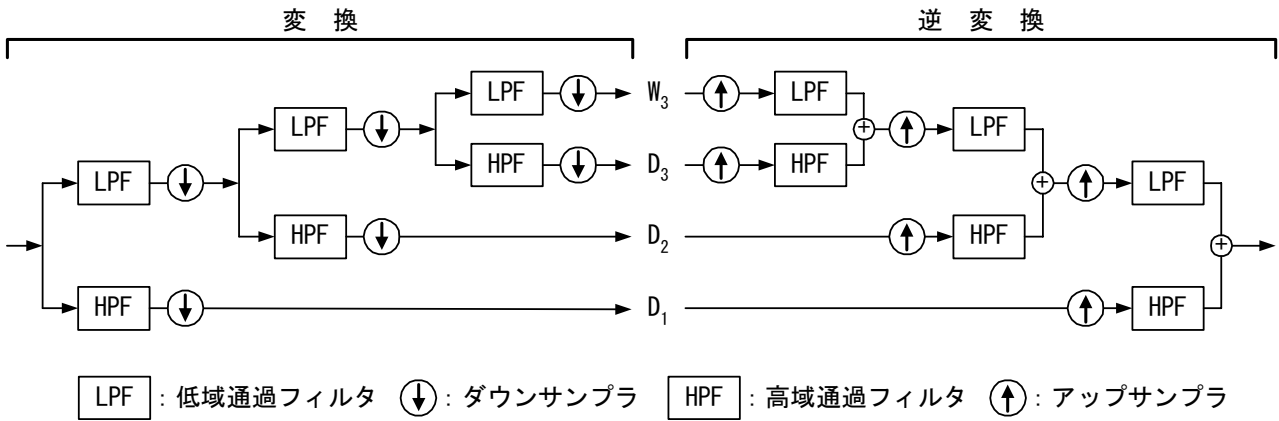 変 換
逆 変 換
LPF
W3
LPF
LPF
LPF
HPF
D3
HPF
LPF
LPF
HPF
D2
HPF
HPF
D1
HPF
LPF : 低域通過フィルタ ↓ : ダウンサンプラ HPF : 高域通過フィルタ ↑ : アップサンプラ